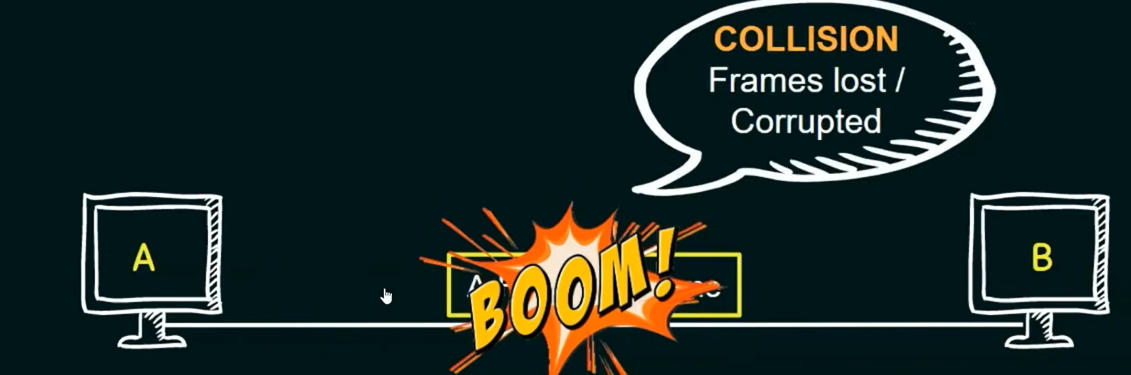 COLLISION
Frames lost /
Corrupted
A
B
BOOM!